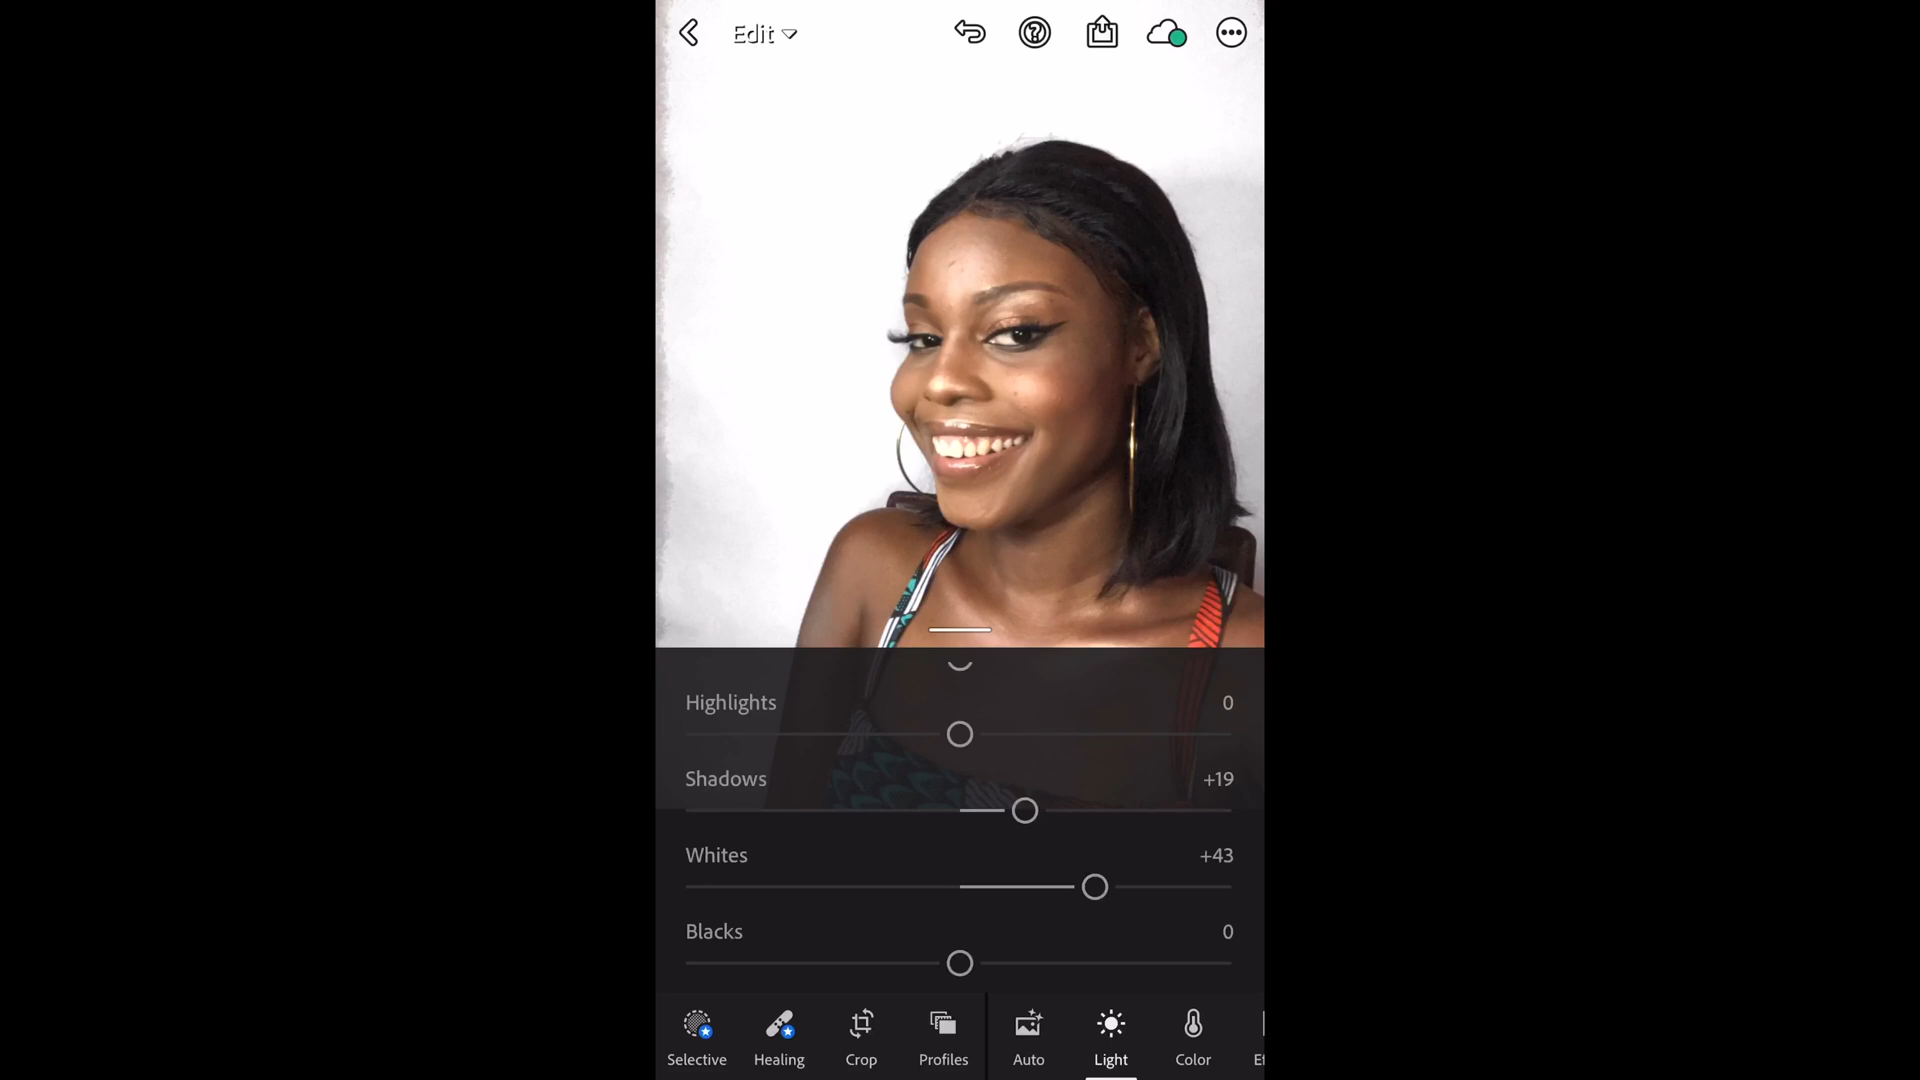 Edit
Highlights 0
Shadows +19
Whites +43
Blacks 0
Selective Healing Crop Profiles Auto Light Color